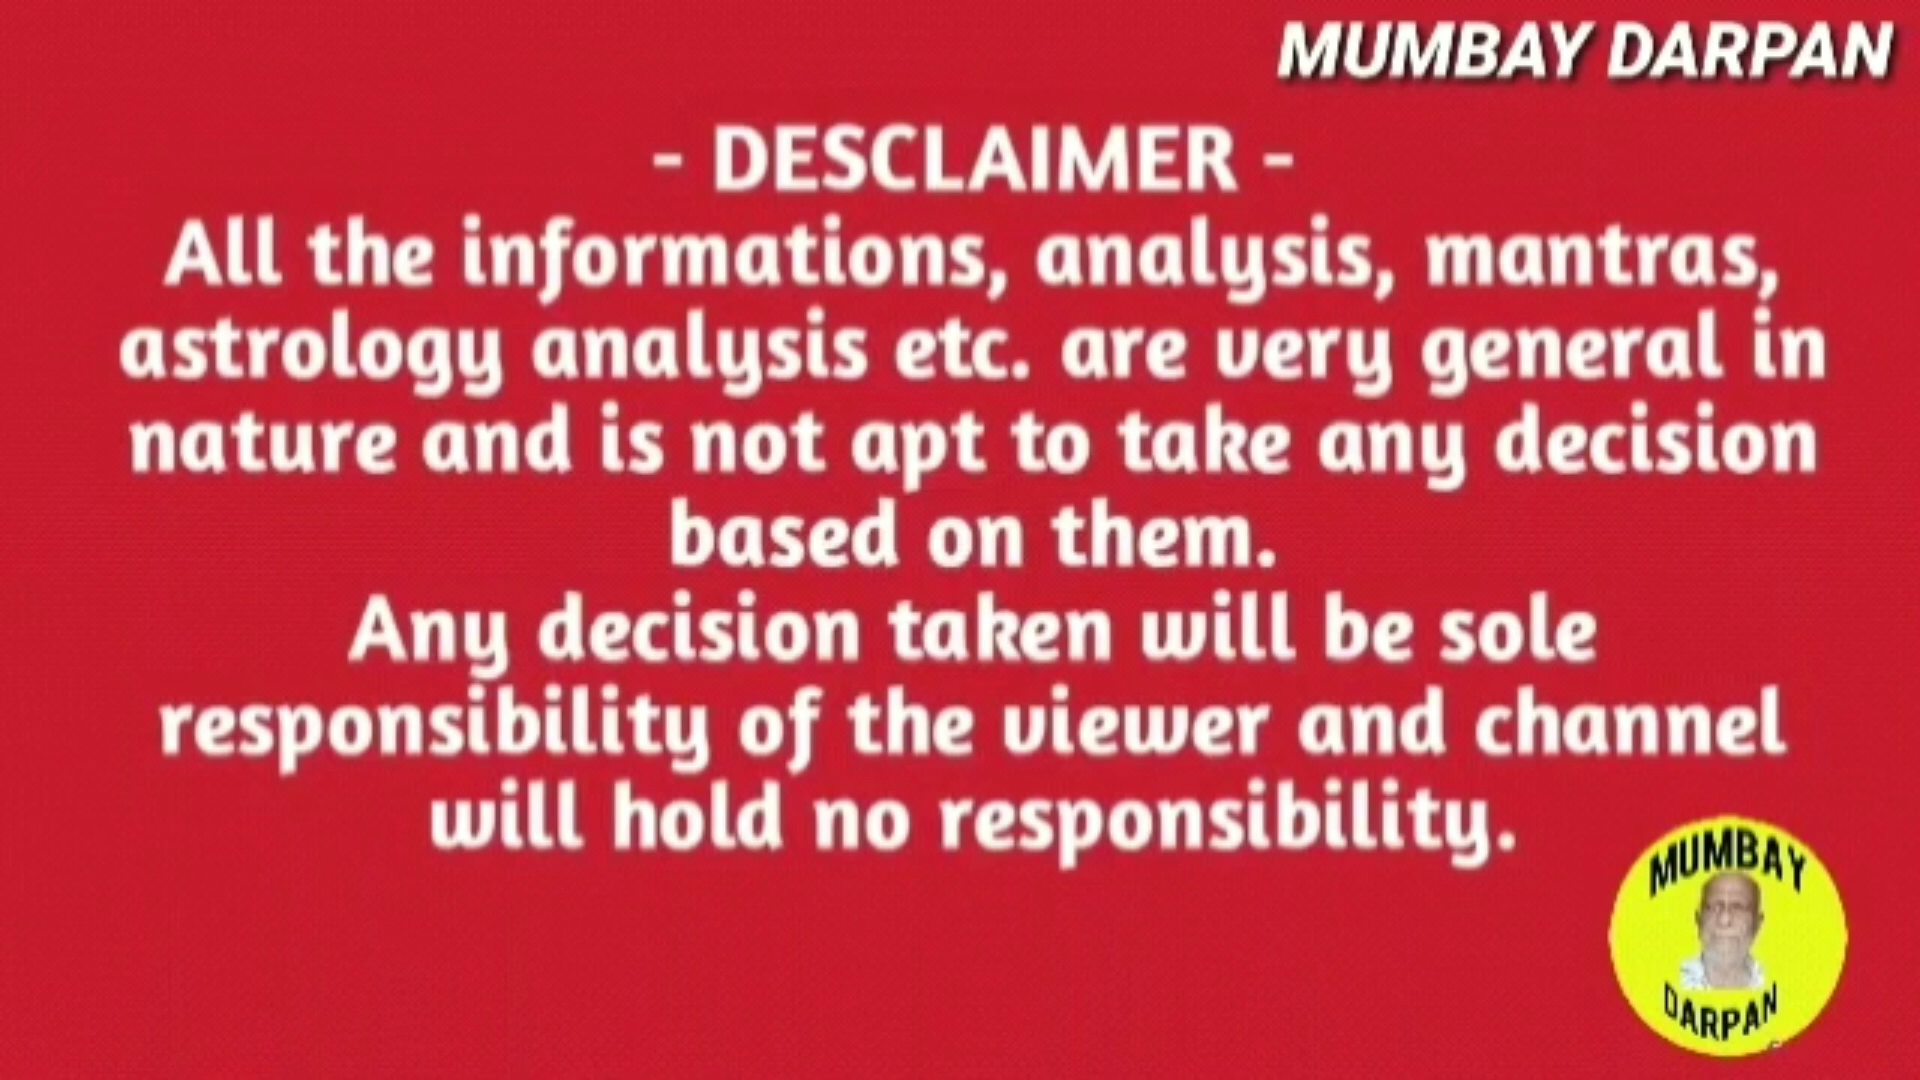 MUMBAY DARPAN
- DESCLAIMER -
All the informations, analysis, mantras,
astrology analysis etc. are very general in
nature and is not apt to take any decision
based on them.
Any decision taken will be sole
responsibility of the viewer and channel
will hold no responsibility.
MUMBAY
DARPAN